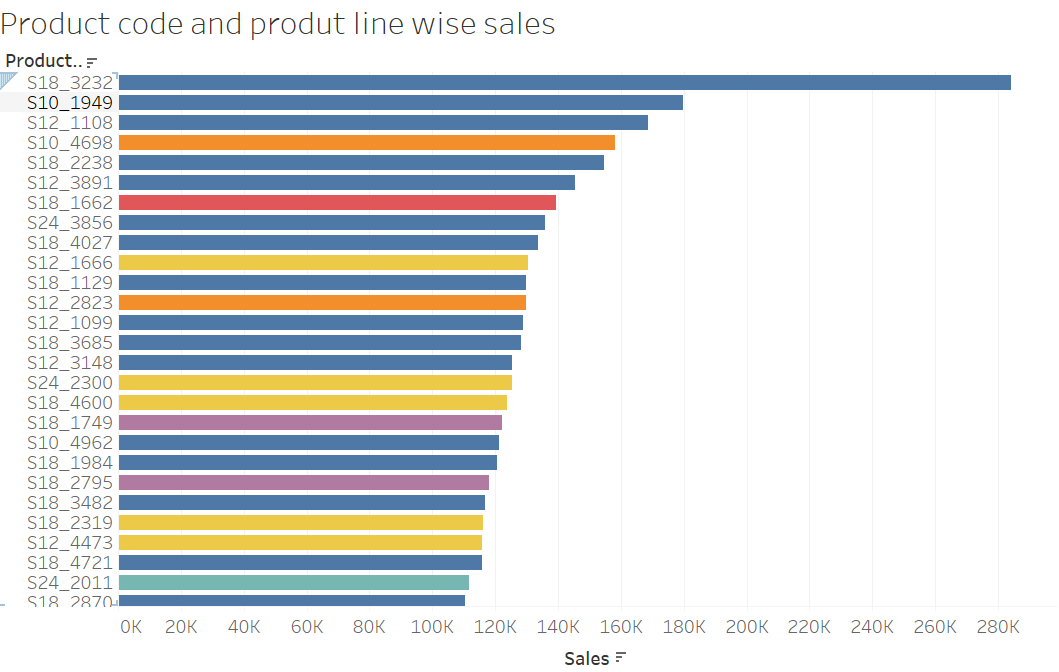 Product code and produt line wise sales
Product..
S18_3232
S10_1949
S12_1108
S10_4698
S18_2238
S12_3891
S18_1662
S24_3856
S18_4027
S12_1666
S18_1129
S12_2823
S12_1099
S18_3685
S12_3148
S24_2300
S18_4600
S18_1749
S10_4962
S18_1984
S18_2795
S18_3482
S18_2319
S12_4473
S18_4721
S24_2011
S18_2870
0K 20K 40K 60K 80K 100K 120K 140K 160K 180K 200K 220K 240K 260K 280K
Sales